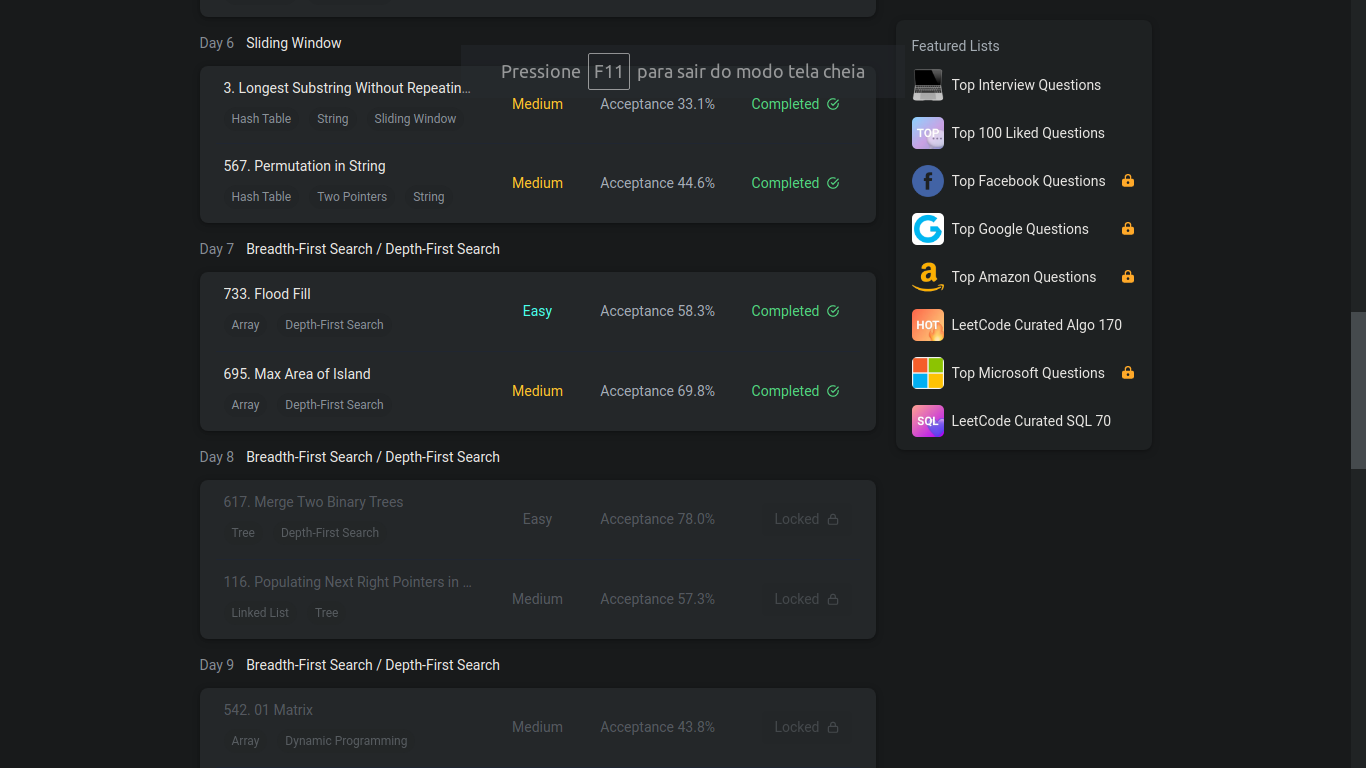 Day 6 Sliding Window
Pressione F11 para sair do modo tela cheia
3. Longest Substring Without Repeatin...
Medium Acceptance 33.1% Completed
Hash Table String Sliding Window
567. Permutation in String
Medium Acceptance 44.6% Completed
Hash Table Two Pointers String
Day 7 Breadth-First Search / Depth-First Search
733. Flood Fill
Easy Acceptance 58.3% Completed
Array Depth-First Search
695. Max Area of Island
Medium Acceptance 69.8% Completed
Array Depth-First Search
Day 8 Breadth-First Search / Depth-First Search
617. Merge Two Binary Trees
Easy Acceptance 78.0% Locked
Tree Depth-First Search
116. Populating Next Right Pointers in ...
Medium Acceptance 57.3% Locked
Linked List Tree
Day 9 Breadth-First Search / Depth-First Search
542. 01 Matrix
Medium Acceptance 43.8% Locked
Array Dynamic Programming
Featured Lists
Top Interview Questions
TOP Top 100 Liked Questions
Top Facebook Questions
Top Google Questions
Top Amazon Questions
HOT LeetCode Curated Algo 170
Top Microsoft Questions
SQL LeetCode Curated SQL 70